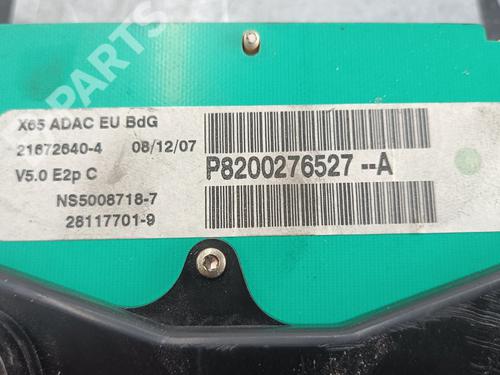 PARTS
X65 ADAC EU BdG
21672640-4 08/12/07
V5.0 E2p C
P8200276527--A
NS5008718-7
28117701-9